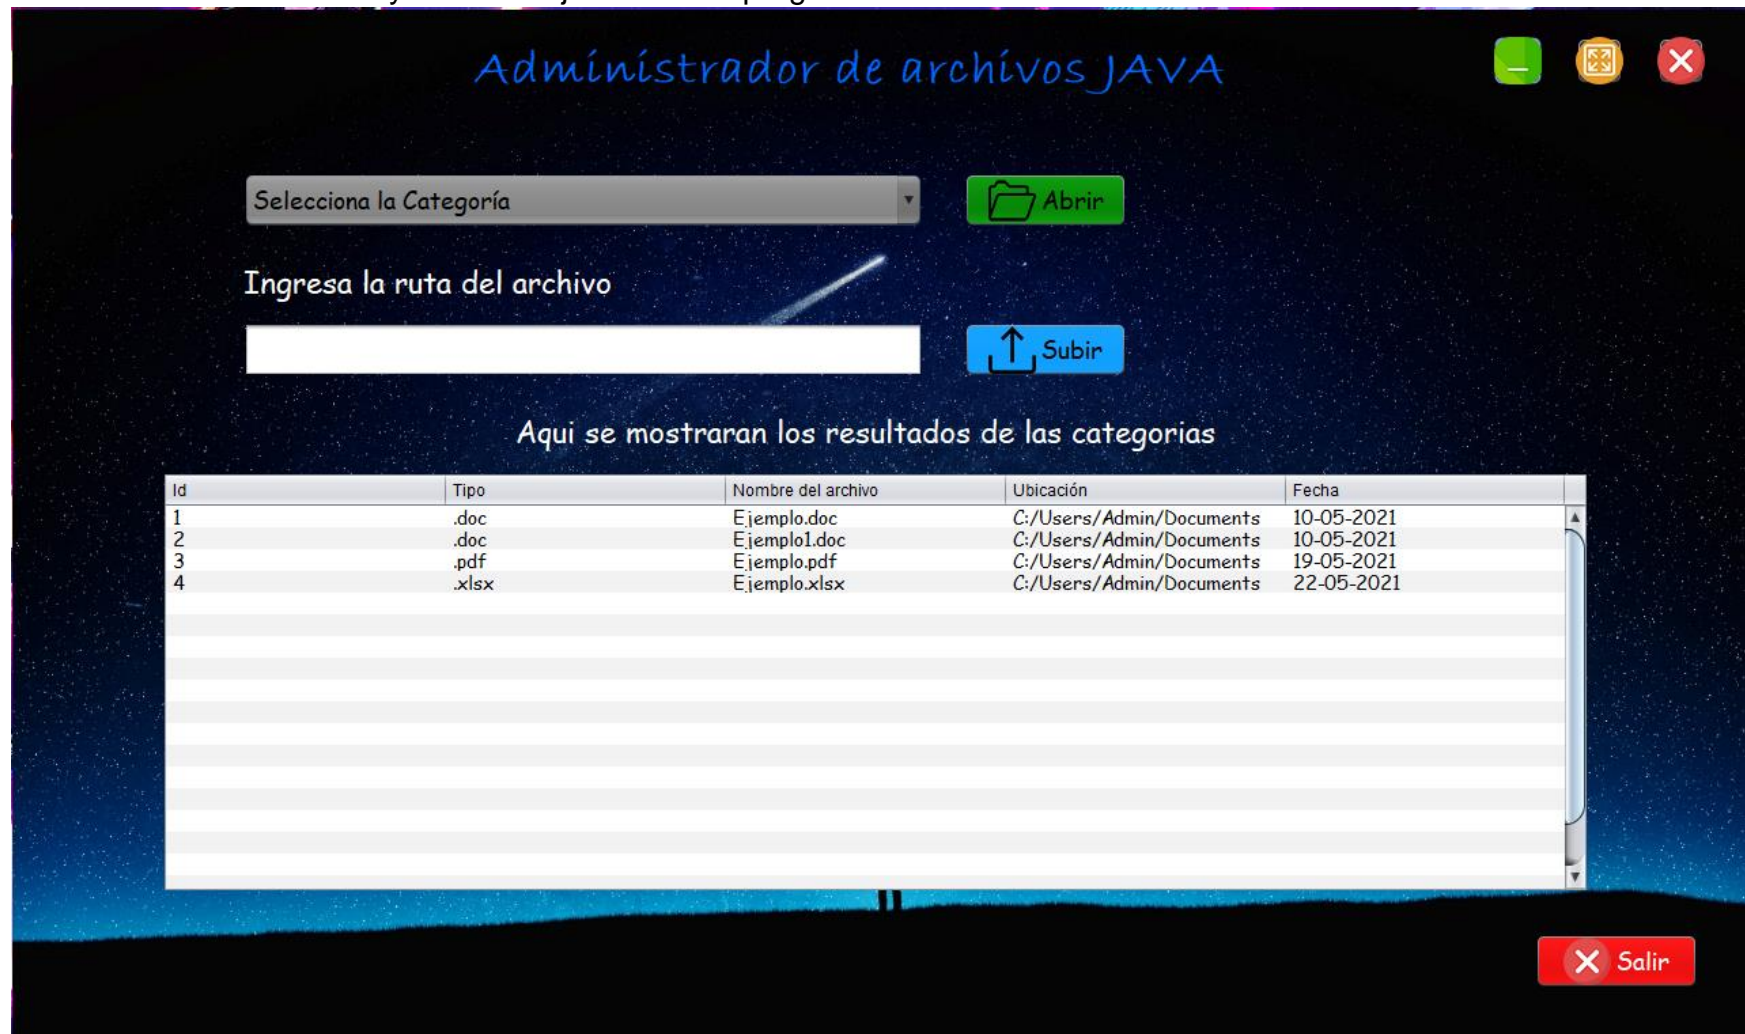 Administrador de archivos JAVA
Selecciona la Categoría
Abrir
Ingresa la ruta del archivo
Subir
Aqui se mostraran los resultados de las categorias
Id Tipo Nombre del archivo Ubicación Fecha
1 .doc Ejemplo.doc C:/Users/Admin/Documents 10-05-2021
2 .doc Ejemplo1.doc C:/Users/Admin/Documents 10-05-2021
3 .pdf Ejemplo.pdf C:/Users/Admin/Documents 19-05-2021
4 .xlsx Ejemplo.xlsx C:/Users/Admin/Documents 22-05-2021
Salir